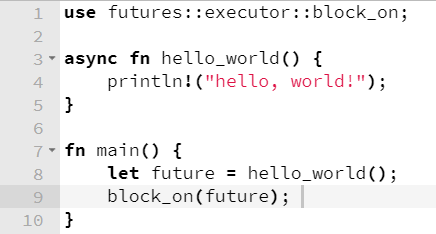 1 use futures::executor::block_on;
2
3 async fn hello_world() {
4     println!("hello, world!");
5 }
6
7 fn main() {
8     let future = hello_world();
9     block_on(future);
10 }